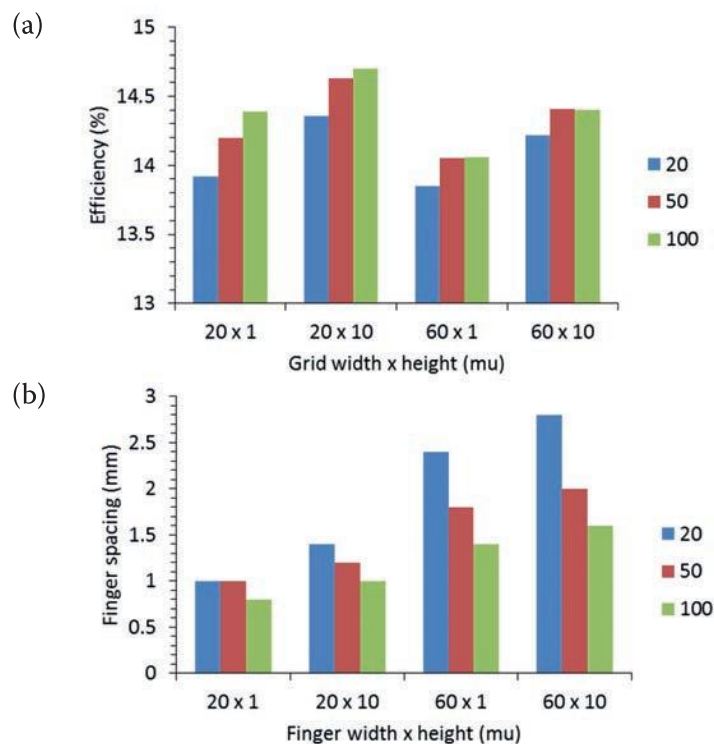 (a)
Efficiency (%)
15
14.5
14
13.5
13
20 x 1 20 x 10 60 x 1 60 x 10
Grid width x height (mu)
20
50
100
(b)
Finger spacing (mm)
3
2.5
2
1.5
1
0.5
0
20 x 1 20 x 10 60 x 1 60 x 10
Finger width x height (mu)
20
50
100